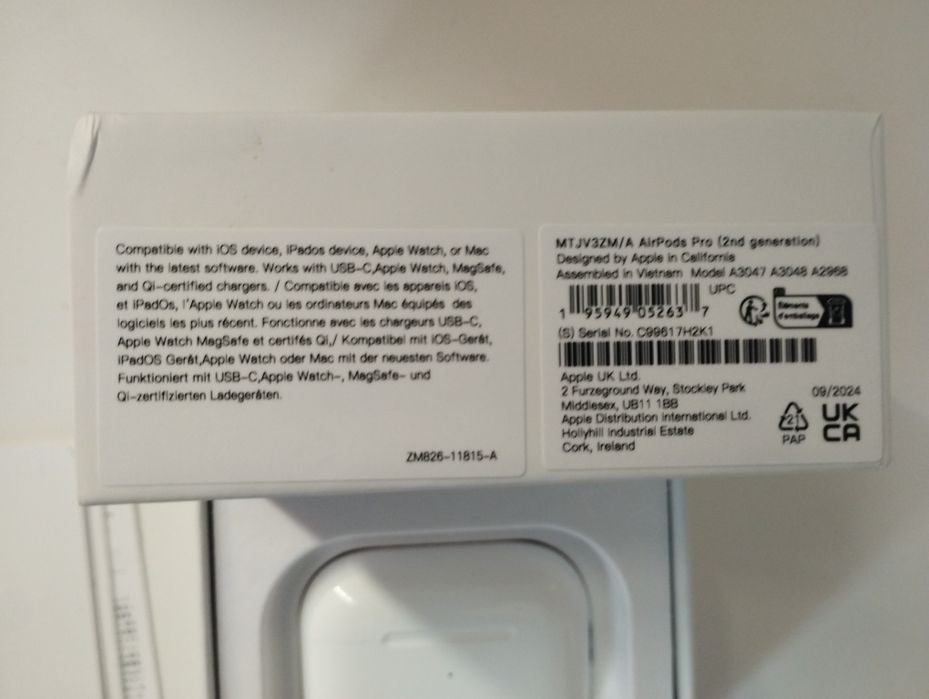 Compatible with iOS device, iPados device, Apple Watch, or Mac
with the latest software. Works with USB-C,Apple Watch, MagSafe,
and Qi-certified chargers. / Compatible avec les appareils iOS,
et iPadOs, l'Apple Watch ou les ordinateurs Mac équipés des
logiciels les plus récent. Fonctionne avec les chargeurs USB-C,
Apple Watch MagSafe et certifés Qi,/ Kompatibel mit iOS-Gerät,
iPadOS Gerät,Apple Watch oder Mac mit der neuesten Software.
Funktioniert mit USB-C,Apple Watch-, MagSafe- und
Qi-zertifizierten Ladegeräten.
ZM826-11815-A
MTJV3ZM/A AirPods Pro (2nd generation)
Designed by Apple in California
Assembled in Vietnam Model A3047 A3048 A2968
UPC
1 95949 05263 7
Éléments
d'emballage
(S) Serial No. C99617H2K1
Apple UK Ltd.
2 Furzeground Way, Stockley Park
Middlesex, UB11 1BB
Apple Distribution International Ltd.
Hollyhill Industrial Estate
Cork, Ireland
21
PAP
09/2024
UK
CA